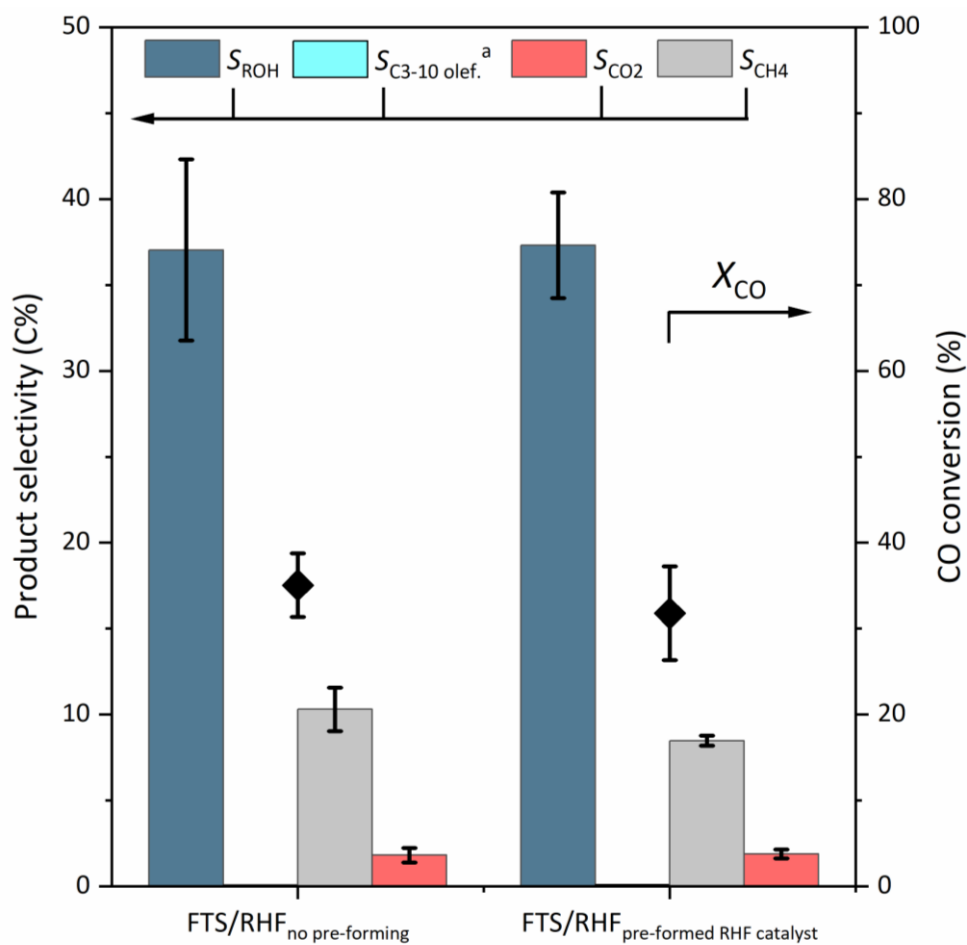 S_ROH S_C3-10 olef.^a S_CO2 S_CH4
Product selectivity (C%)
50
40
30
20
10
0
X_CO
100
80
60
40
20
0
CO conversion (%)
FTS/RHF_no pre-forming FTS/RHF_pre-formed RHF catalyst